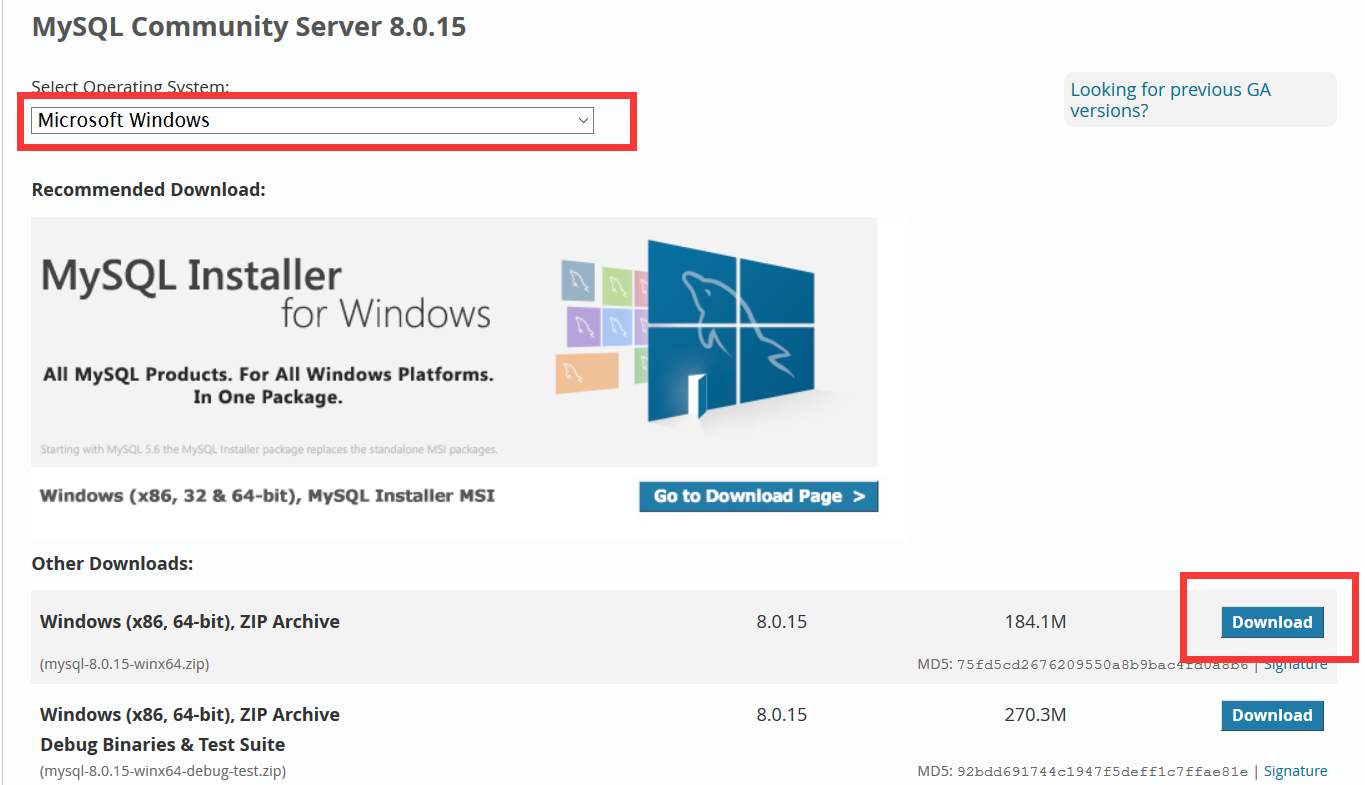 MySQL Community Server 8.0.15
Select Operating System:
Looking for previous GA
versions?
Microsoft Windows
Recommended Download:
MySQL Installer
for Windows
All MySQL Products. For All Windows Platforms.
In One Package.
Starting with MySQL 5.6 the MySQL Installer package replaces the standalone MSI packages.
Windows (x86, 32 & 64-bit), MySQL Installer MSI
Go to Download Page >
Other Downloads:
Windows (x86, 64-bit), ZIP Archive 8.0.15 184.1M Download
(mysql-8.0.15-winx64.zip) MD5: 75fd5cd2676209550a8b9bac4fd0a8b6 | Signature
Windows (x86, 64-bit), ZIP Archive 8.0.15 270.3M Download
Debug Binaries & Test Suite
(mysql-8.0.15-winx64-debug-test.zip) MD5: 92bdd691744c1947f5deff1c7ffae81e | Signature